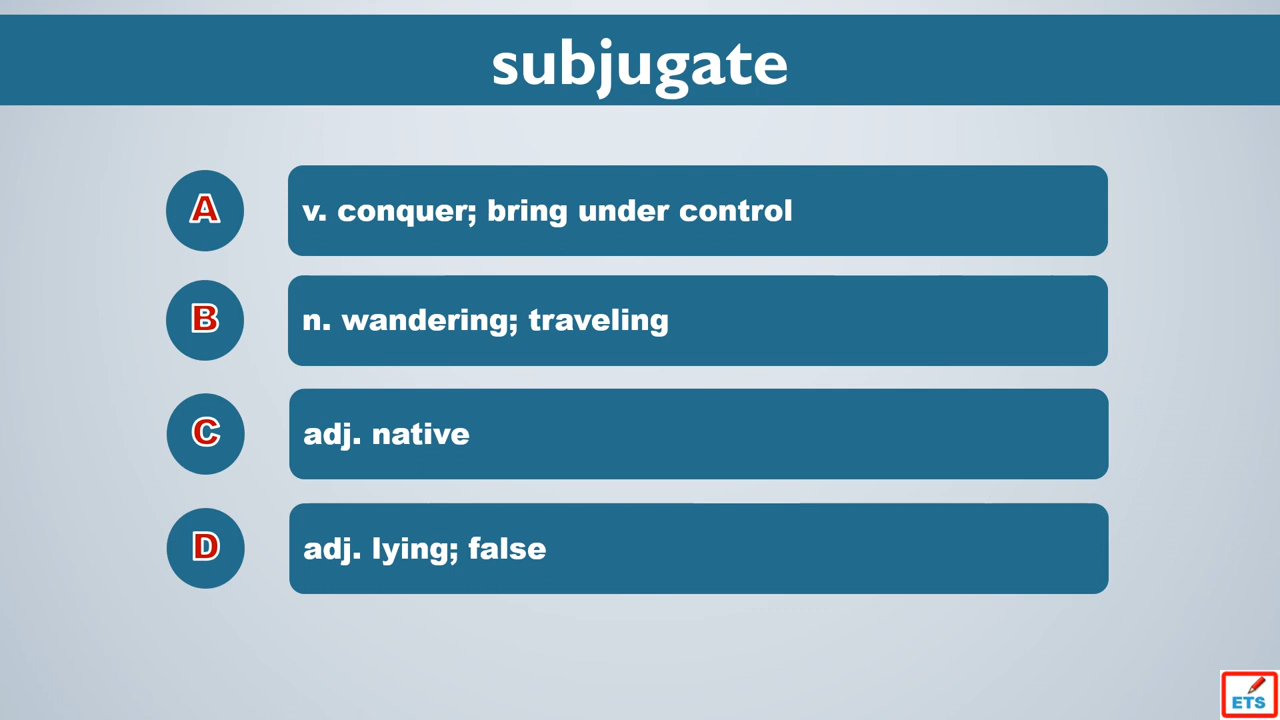 subjugate
A
v. conquer; bring under control
B
n. wandering; traveling
C
adj. native
D
adj. lying; false
ETS